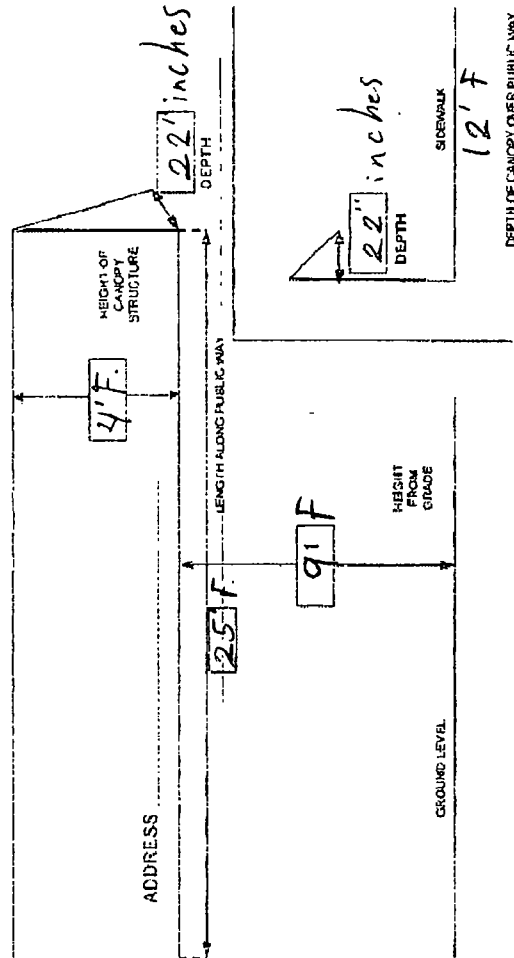 22' inches
DEPTH
HEIGHT OF
CANOPY
STRUCTURE
4' F.
ADDRESS
LENGTH ALONG PUBLIC WAY
25' F.
9' F
HEIGHT
FROM
GRADE
GROUND LEVEL
22" inches
DEPTH
SIDEWALK
12' F
DEPTH OF CANOPY OVER PUBLIC WAY